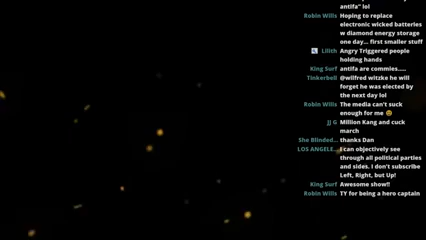 antifa" lol
Robin Wills Hoping to replace
electronic wicked batteries
w diamond energy storage
one day... first smaller stuff
Lilith Angry Triggered people
holding hands
King Surf antifa are commies.....
Tinkerbell @wilfred witzke he will
forget he was elected by
the next day lol
Robin Wills The media can't suck
enough for me 😆
JJ G Million Kang and cuck
march
She Blinded... thanks Dan
LOS ANGELE... I can objectively see
through all political parties
and sides. I don't subscribe
Left, Right, but Up!
King Surf Awesome show!!
Robin Wills TY for being a hero captain